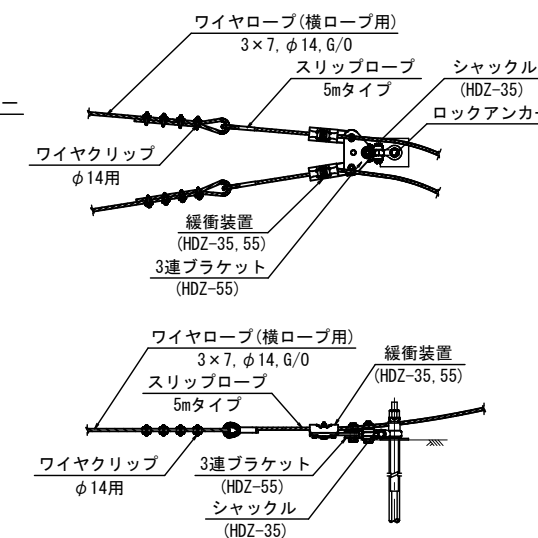 ワイヤロープ(横ロープ用)
3×7, φ14, G/O
スリップロープ
5mタイプ
シャックル
(HDZ-35)
ロックアンカー
ワイヤクリップ
φ14用
緩衝装置
(HDZ-35, 55)
3連ブラケット
(HDZ-55)
ワイヤロープ(横ロープ用)
3×7, φ14, G/O
スリップロープ
5mタイプ
緩衝装置
(HDZ-35, 55)
ワイヤクリップ
φ14用
3連ブラケット
(HDZ-55)
シャックル
(HDZ-35)